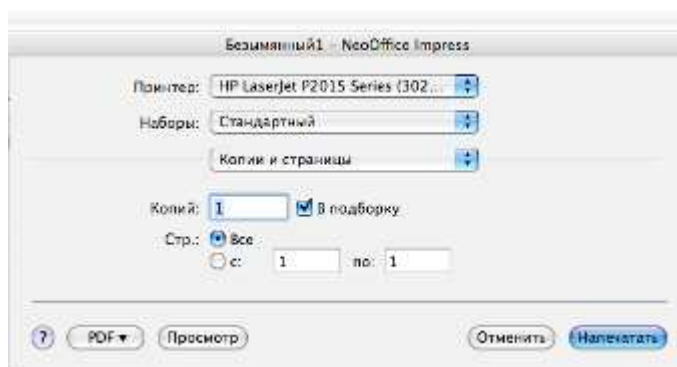 Безымянный1 – NeoOffice Impress
Принтер: HP LaserJet P2015 Series (302...
Наборы: Стандартный
Копии и страницы
Копий: 1 В подборку
Стр.: Все
с: 1 по: 1
? PDF▼ Просмотр Отменить Напечатать